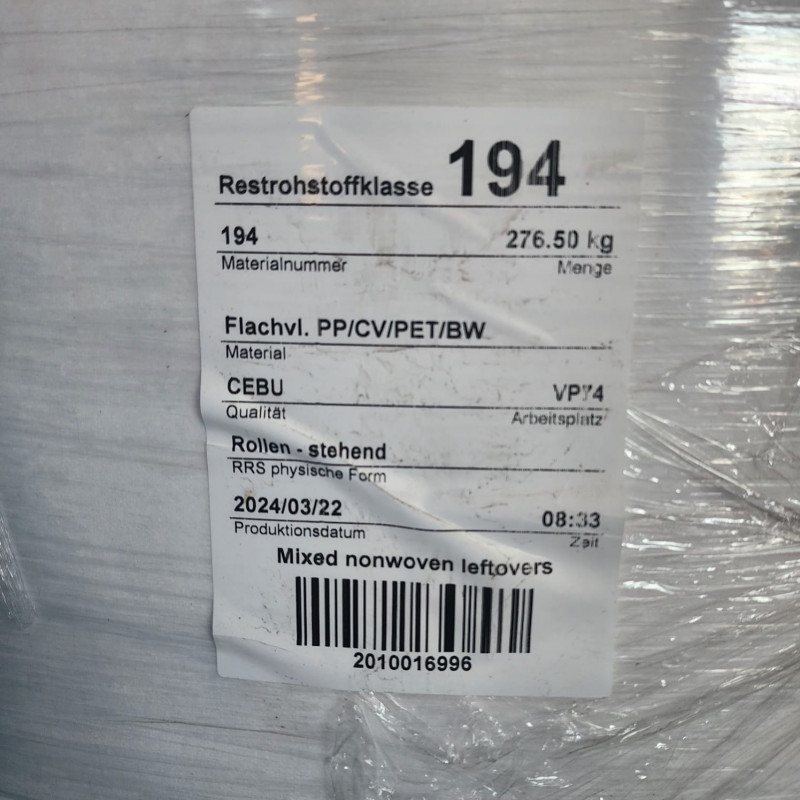 Restrohstoffklasse 194
194 276.50 kg
Materialnummer Menge
Flachvl. PP/CV/PET/BW
Material
CEBU VP74
Qualität Arbeitsplatz
Rollen - stehend
RRS physische Form
2024/03/22 08:33
Produktionsdatum Zeit
Mixed nonwoven leftovers
2010016996